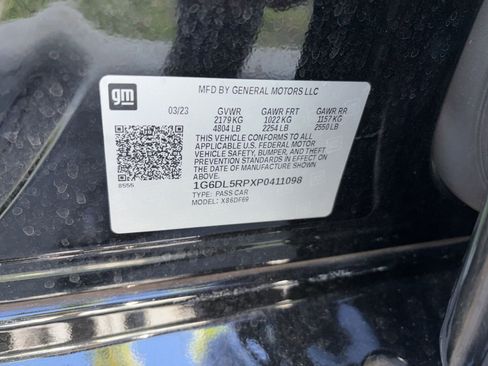 gm
MFD BY GENERAL MOTORS LLC
03/23 GVWR GAWR FRT GAWR RR
2179 KG 1022 KG 1157 KG
4804 LB 2254 LB 2550 LB
THIS VEHICLE CONFORMS TO ALL
APPLICABLE U.S. FEDERAL MOTOR
VEHICLE SAFETY, BUMPER, AND THEFT
PREVENTION STANDARDS IN EFFECT ON
THE DATE OF MANUFACTURE SHOWN ABOVE.
8555 1G6DL5RPXP0411098
TYPE: PASS CAR
MODEL: X86DF69